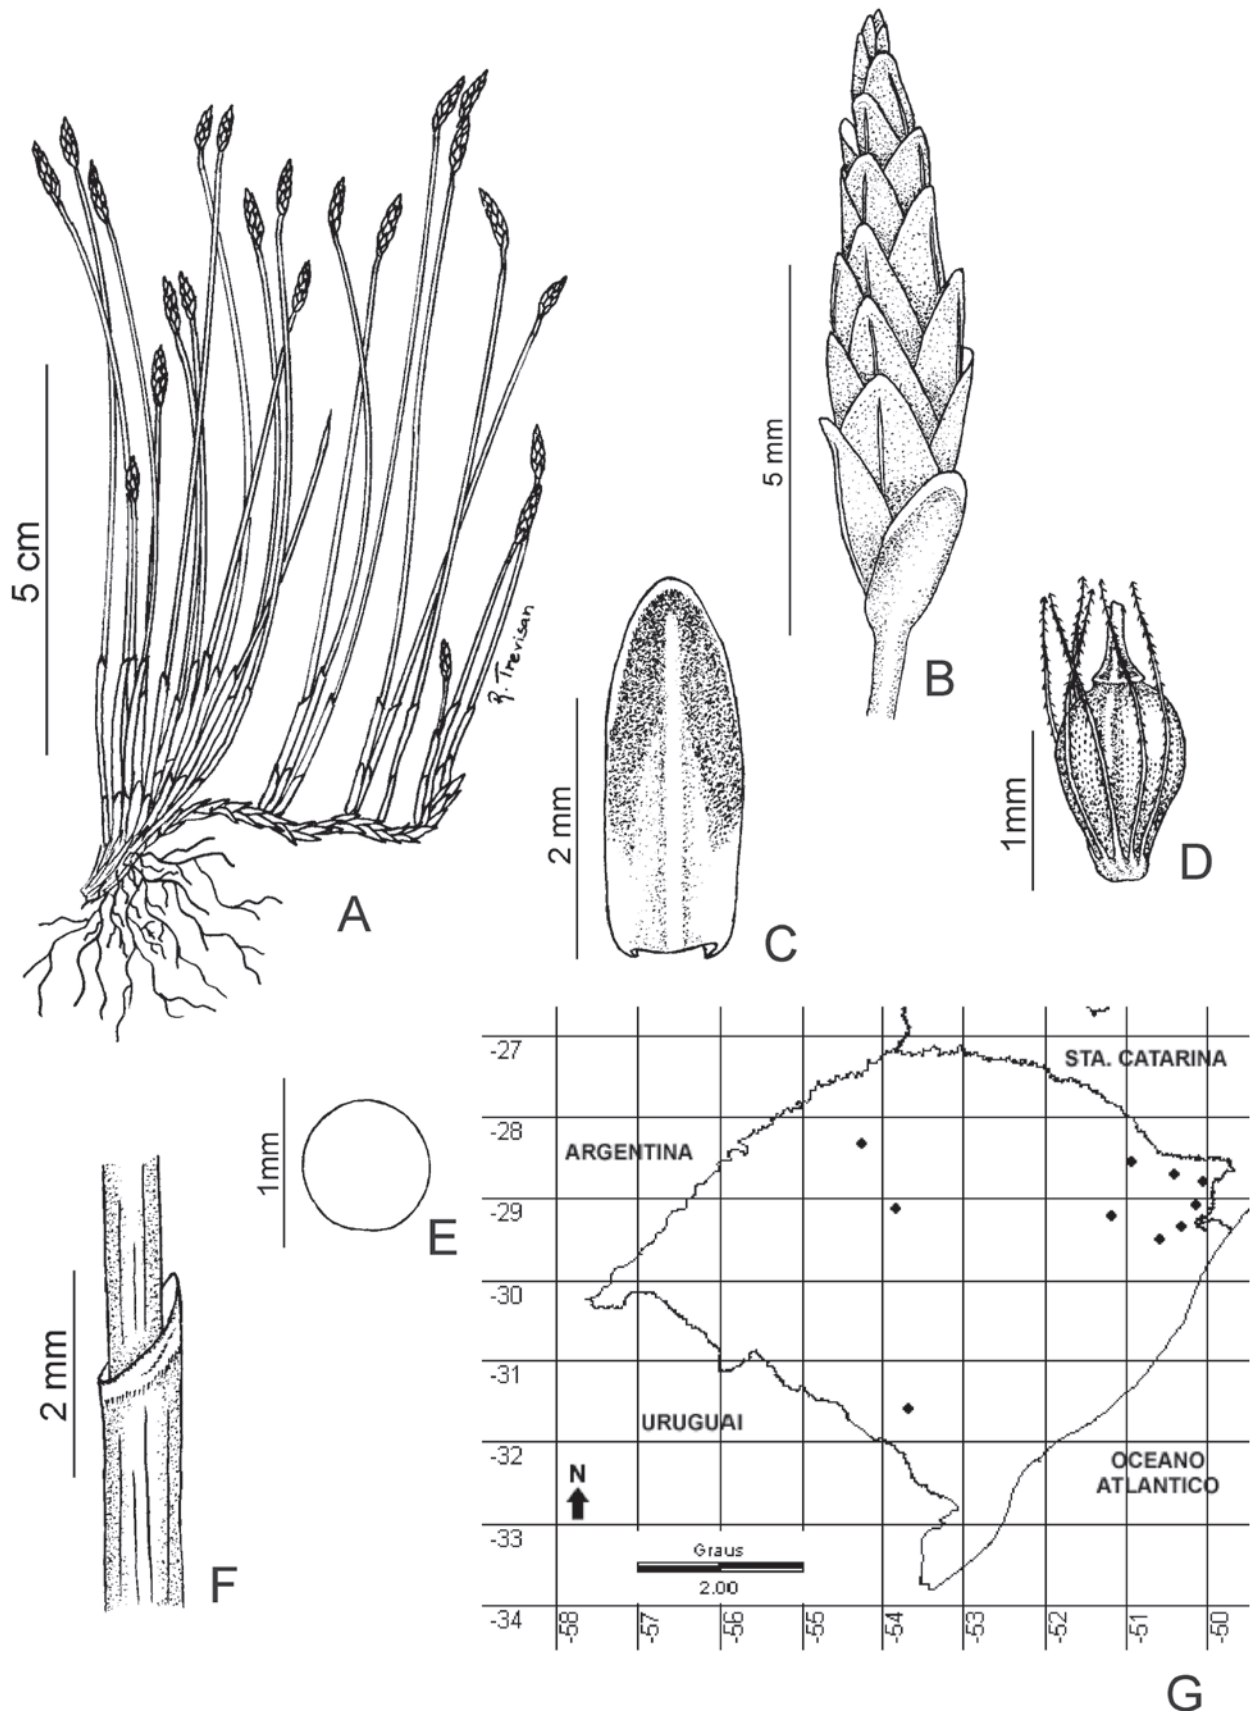 5 cm
R. Trevisan
A
5 mm
B
2 mm
C
1mm
D
1mm
E
2 mm
F
-27
-28
-29
-30
-31
-32
-33
-34
STA. CATARINA
ARGENTINA
URUGUAI
OCEANO
ATLANTICO
N
Graus
2.00
-58
-57
-56
-55
-54
-53
-52
-51
-50
G